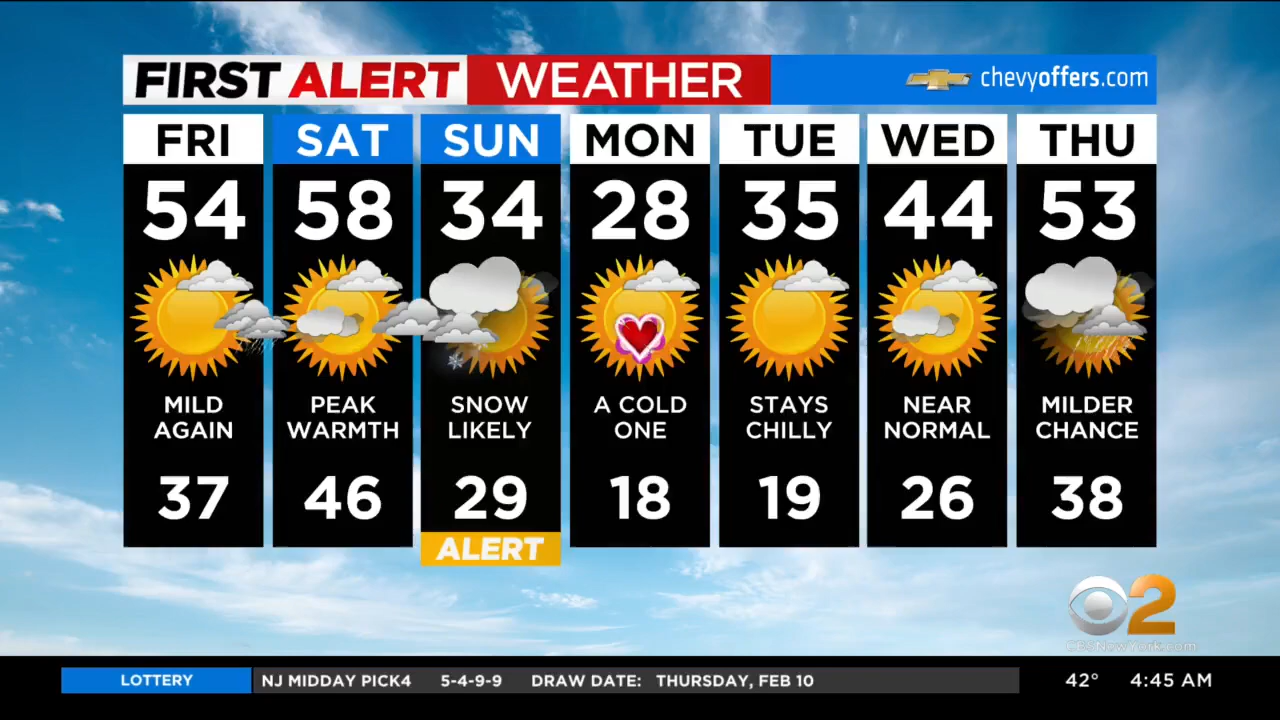 FIRST ALERT WEATHER
chevyoffers.com
FRI SAT SUN MON TUE WED THU
54 58 34 28 35 44 53
MILD AGAIN
PEAK WARMTH
SNOW LIKELY
A COLD ONE
STAYS CHILLY
NEAR NORMAL
MILDER CHANCE
37 46 29 18 19 26 38
ALERT
2
CBSNewYork.com
LOTTERY NJ MIDDAY PICK4 5-4-9-9 DRAW DATE: THURSDAY, FEB 10 42° 4:45 AM